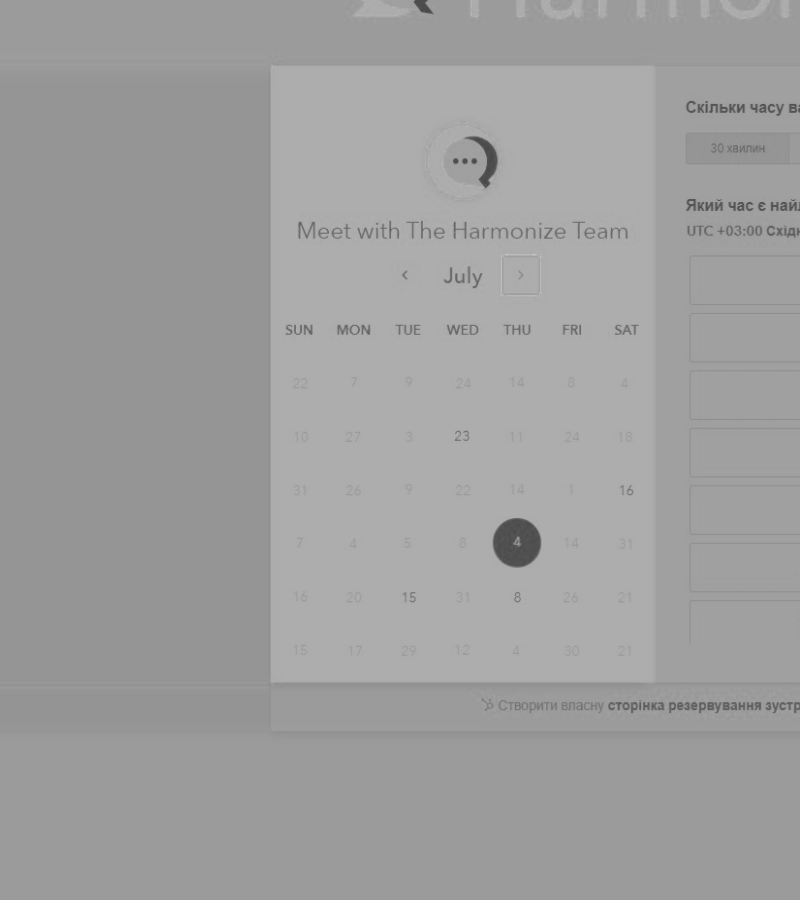 Harmoni
Meet with The Harmonize Team
July
SUN MON TUE WED THU FRI SAT
22 7 9 24 14 8 4
10 27 3 23 11 24 18
31 26 9 22 14 1 16
7 4 5 8 4 14 31
16 20 15 31 8 26 21
15 17 29 12 4 30 21
Скільки часу ва
30 хвилин
Який час є най
UTC +03:00 Східн
Створити власну сторінка резервування зустр